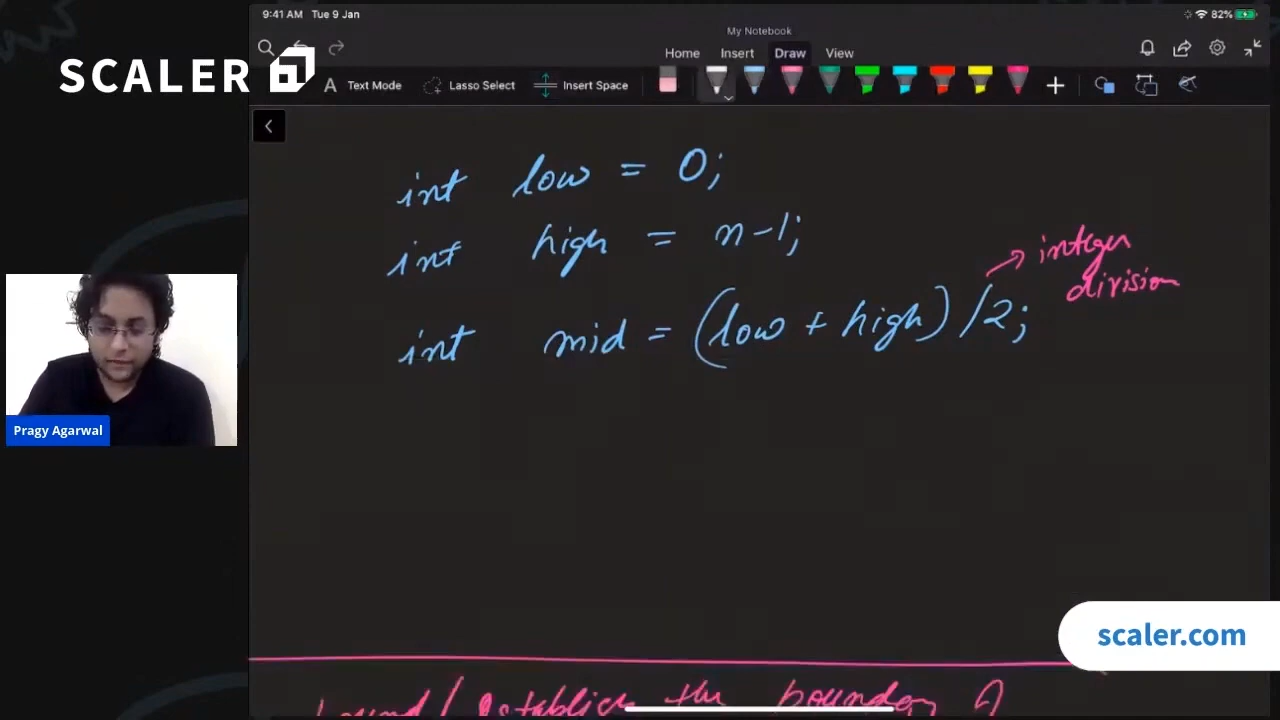 9:41 AM Tue 9 Jan
82%
My Notebook
SCALER
Home Insert Draw View
Text Mode Lasso Select Insert Space
int low = 0;
int high = n-1;
integer
division
int mid = (low + high) / 2;
Pragy Agarwal
scaler.com
establish the boundary